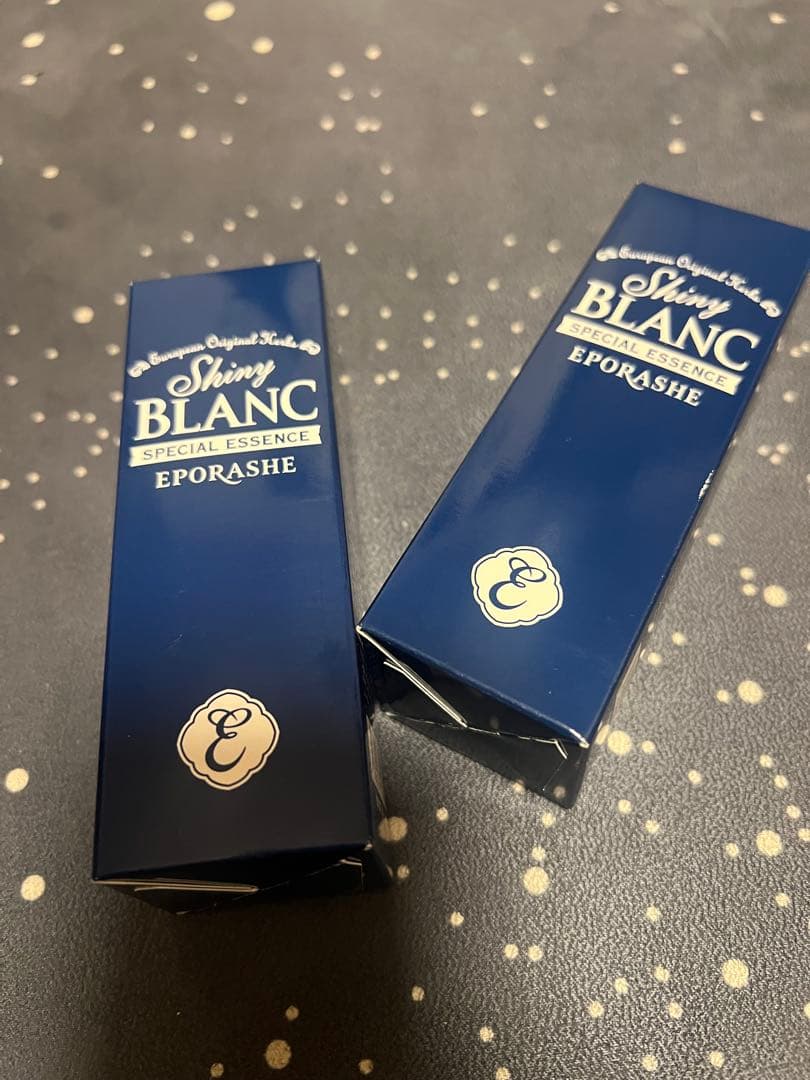 European Original Herbs
Shiny
BLANC
SPECIAL ESSENCE
EPORASHE
E
European Original Herbs
Shiny
BLANC
SPECIAL ESSENCE
EPORASHE
E